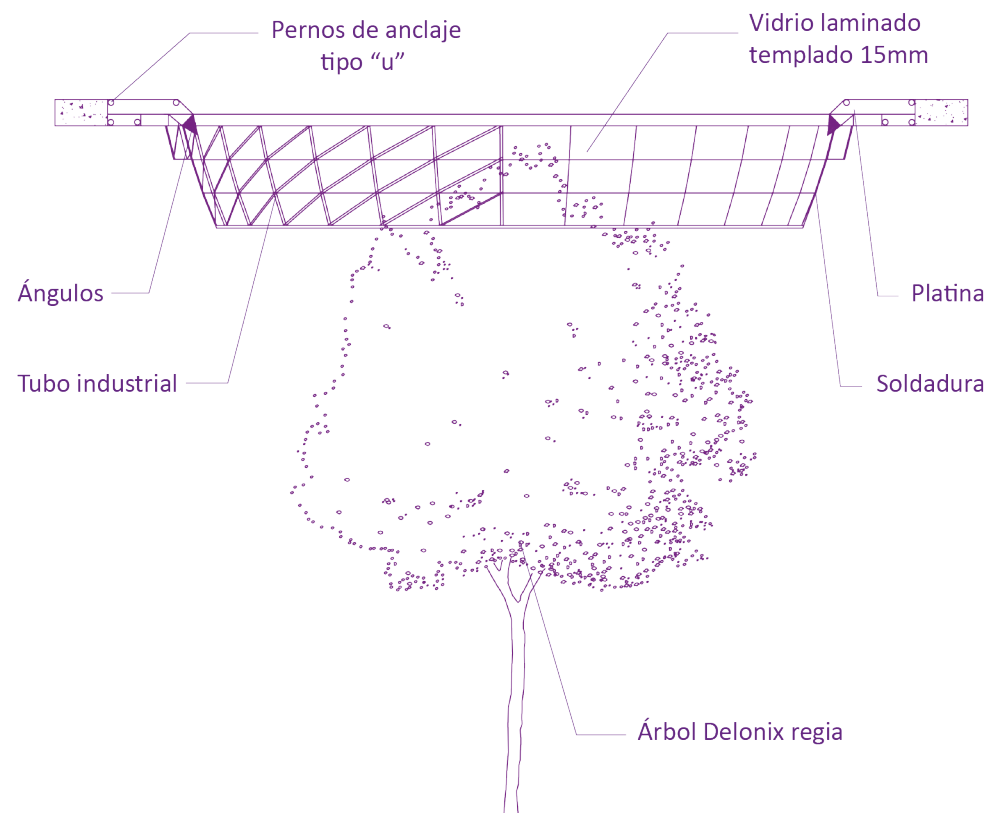 Pernos de anclaje
tipo “u”
Vidrio laminado
templado 15mm
Ángulos
Platina
Tubo industrial
Soldadura
Árbol Delonix regia